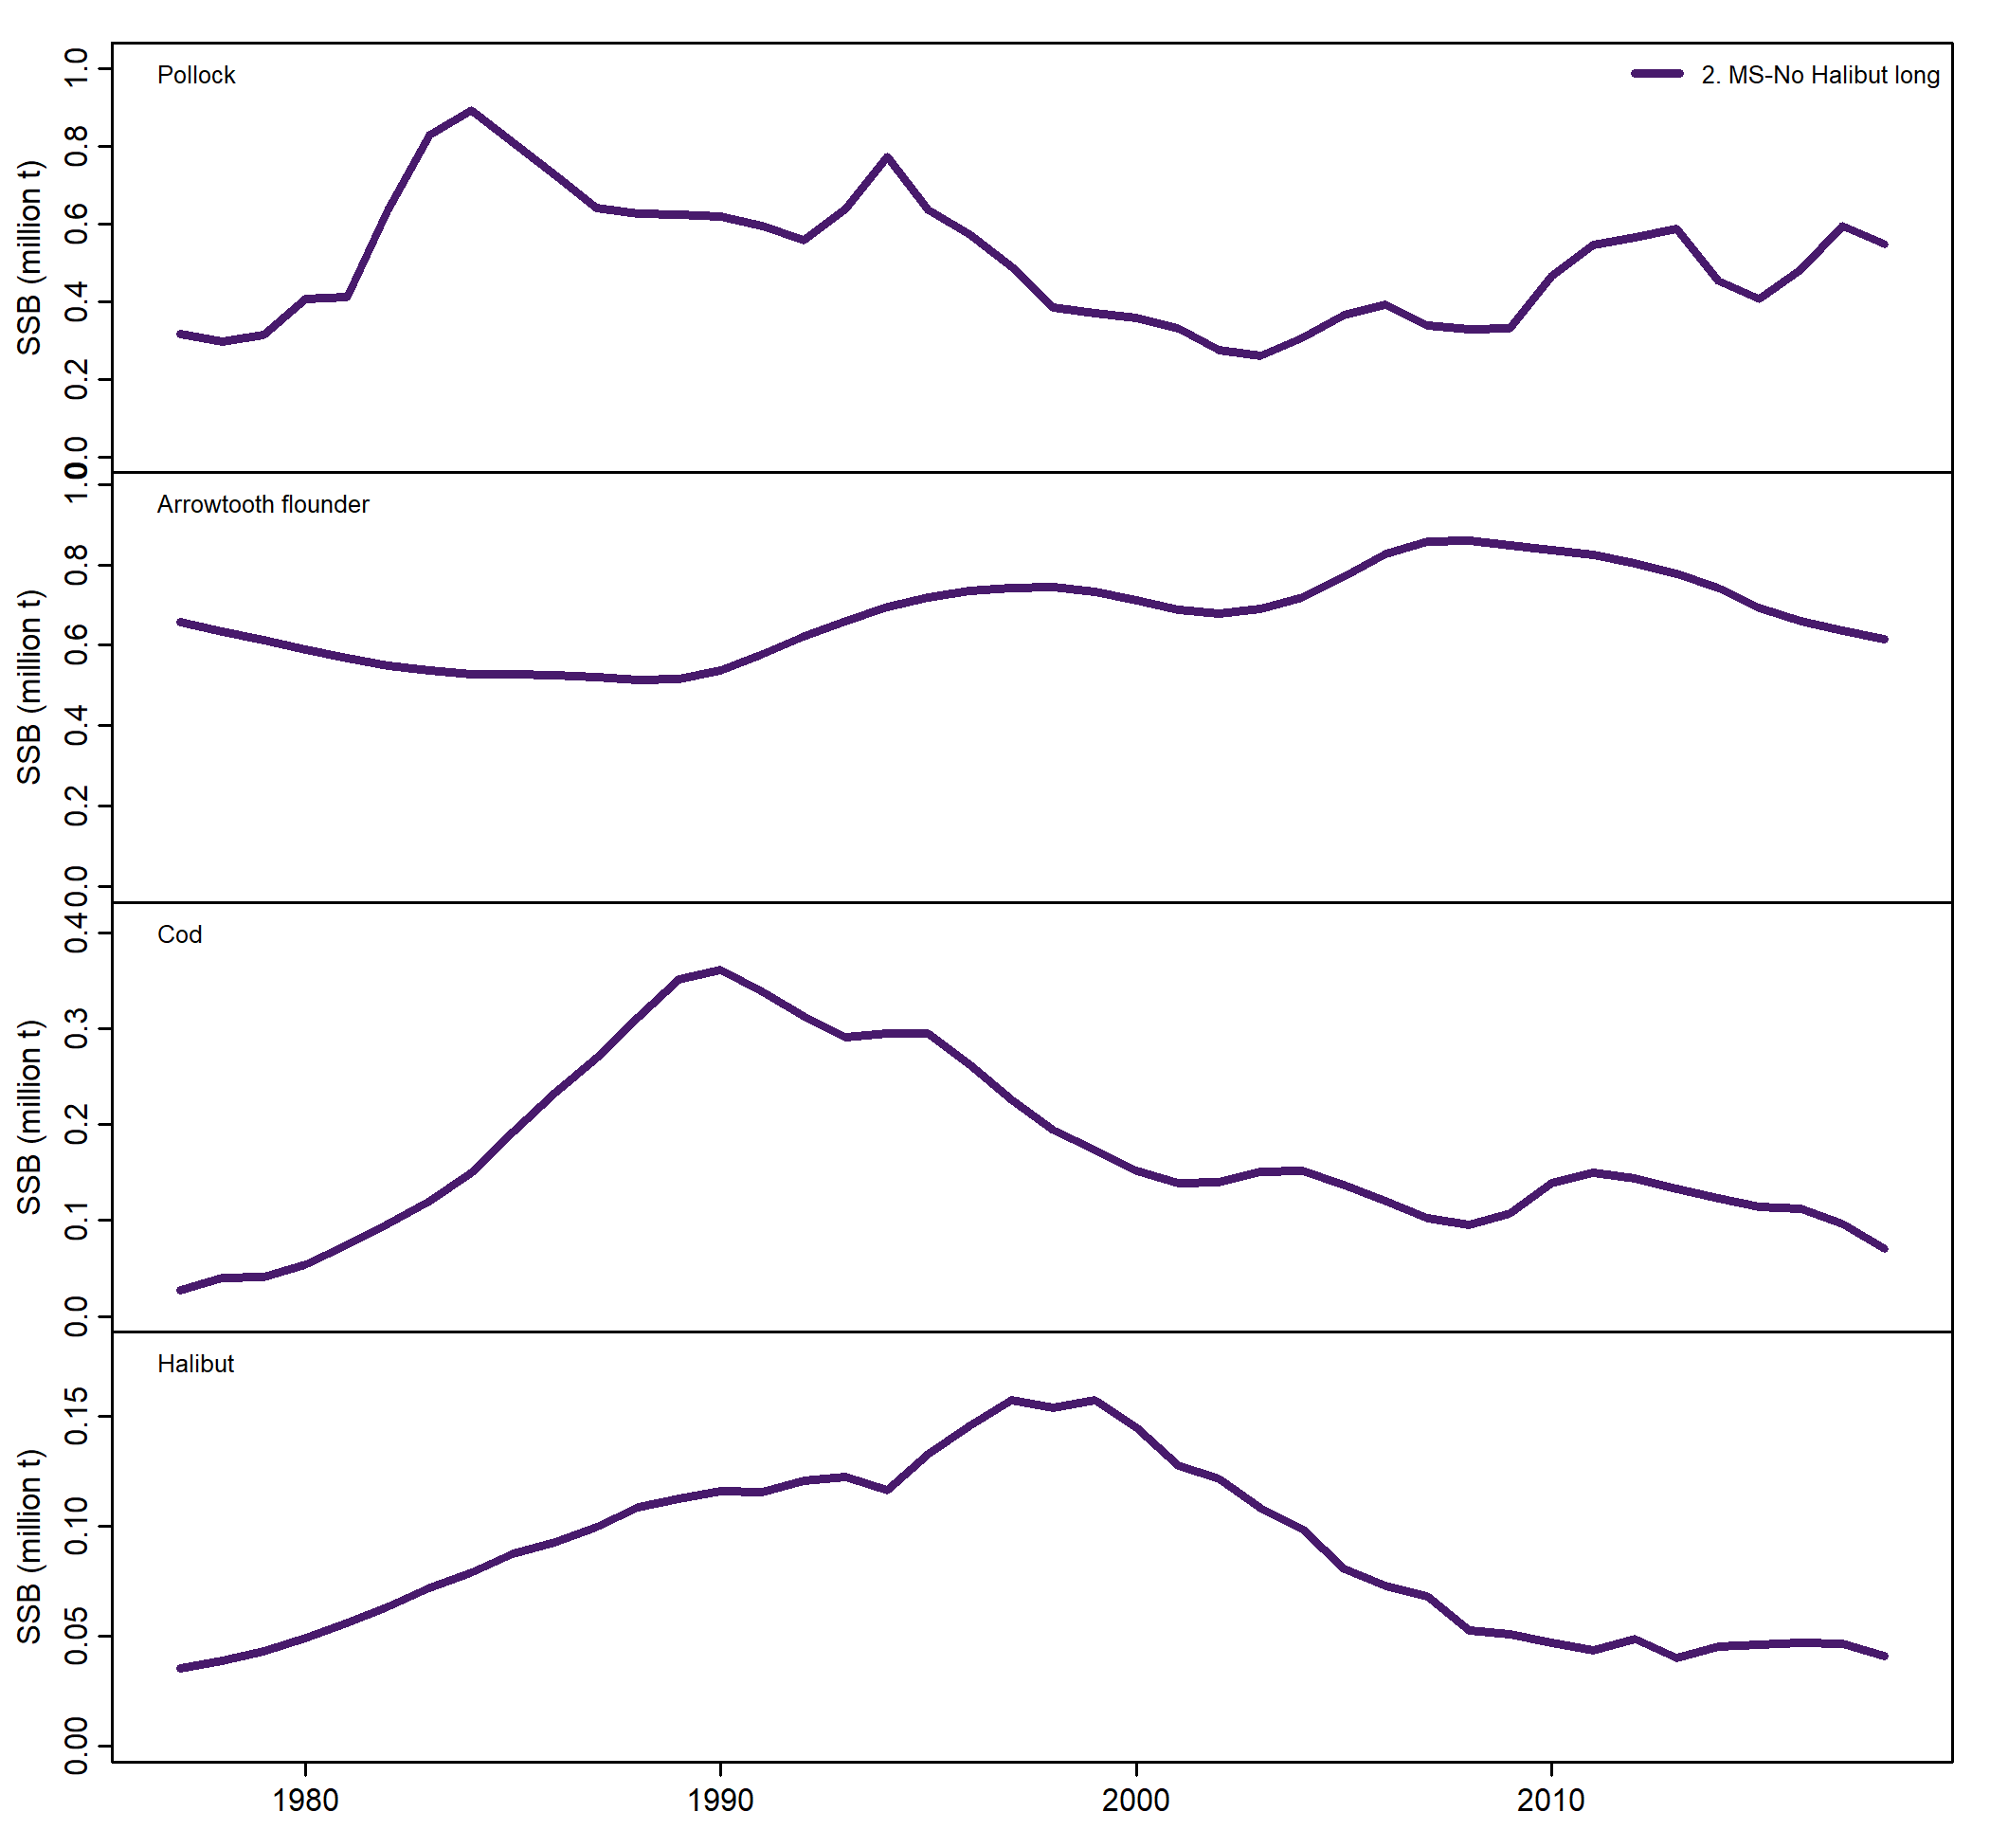 Pollock
2. MS-No Halibut long
SSB (million t)
1.0
0.8
0.6
0.4
0.2
0.0
Arrowtooth flounder
SSB (million t)
1.0
0.8
0.6
0.4
0.2
0.0
Cod
SSB (million t)
0.4
0.3
0.2
0.1
0.0
Halibut
SSB (million t)
0.15
0.10
0.05
0.00
1980 1990 2000 2010